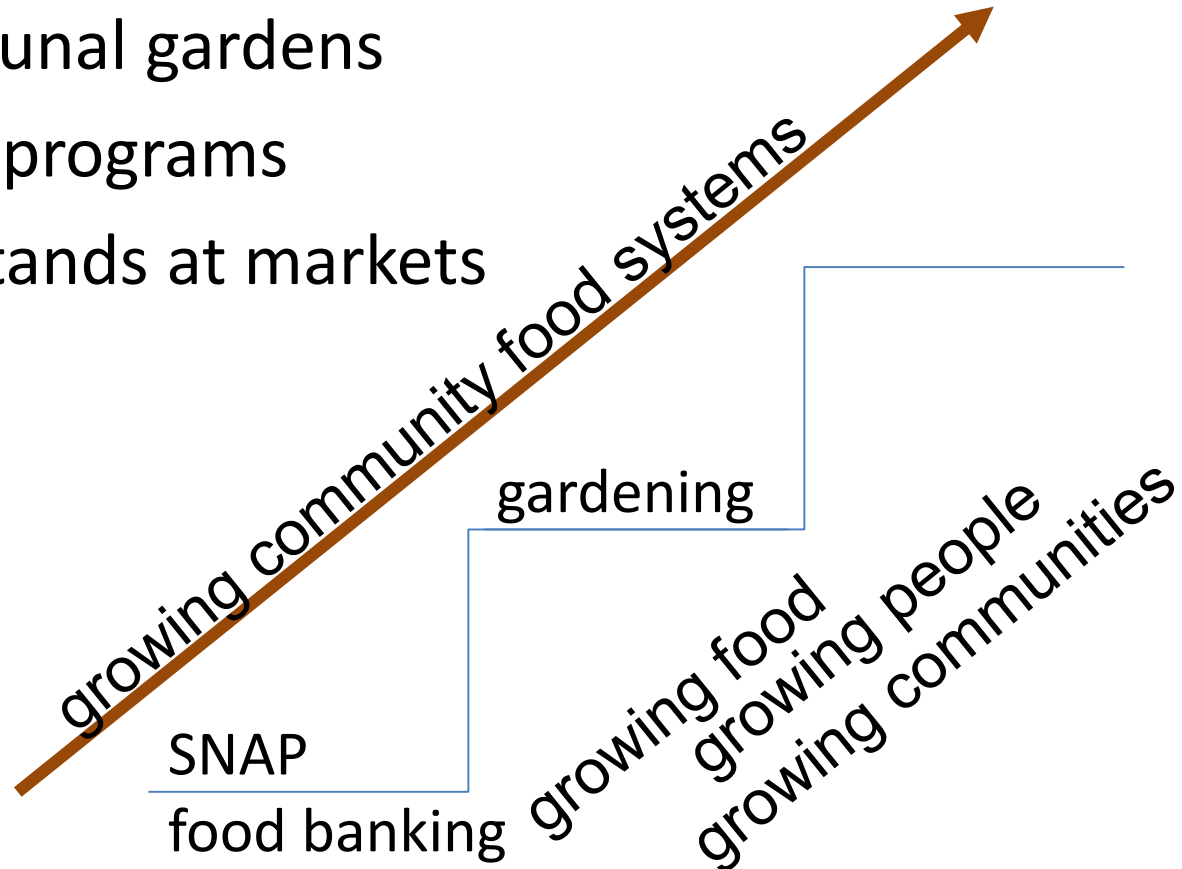 unal gardens
programs
tands at markets
growing community food systems
gardening
growing food
growing people
growing communities
SNAP
food banking